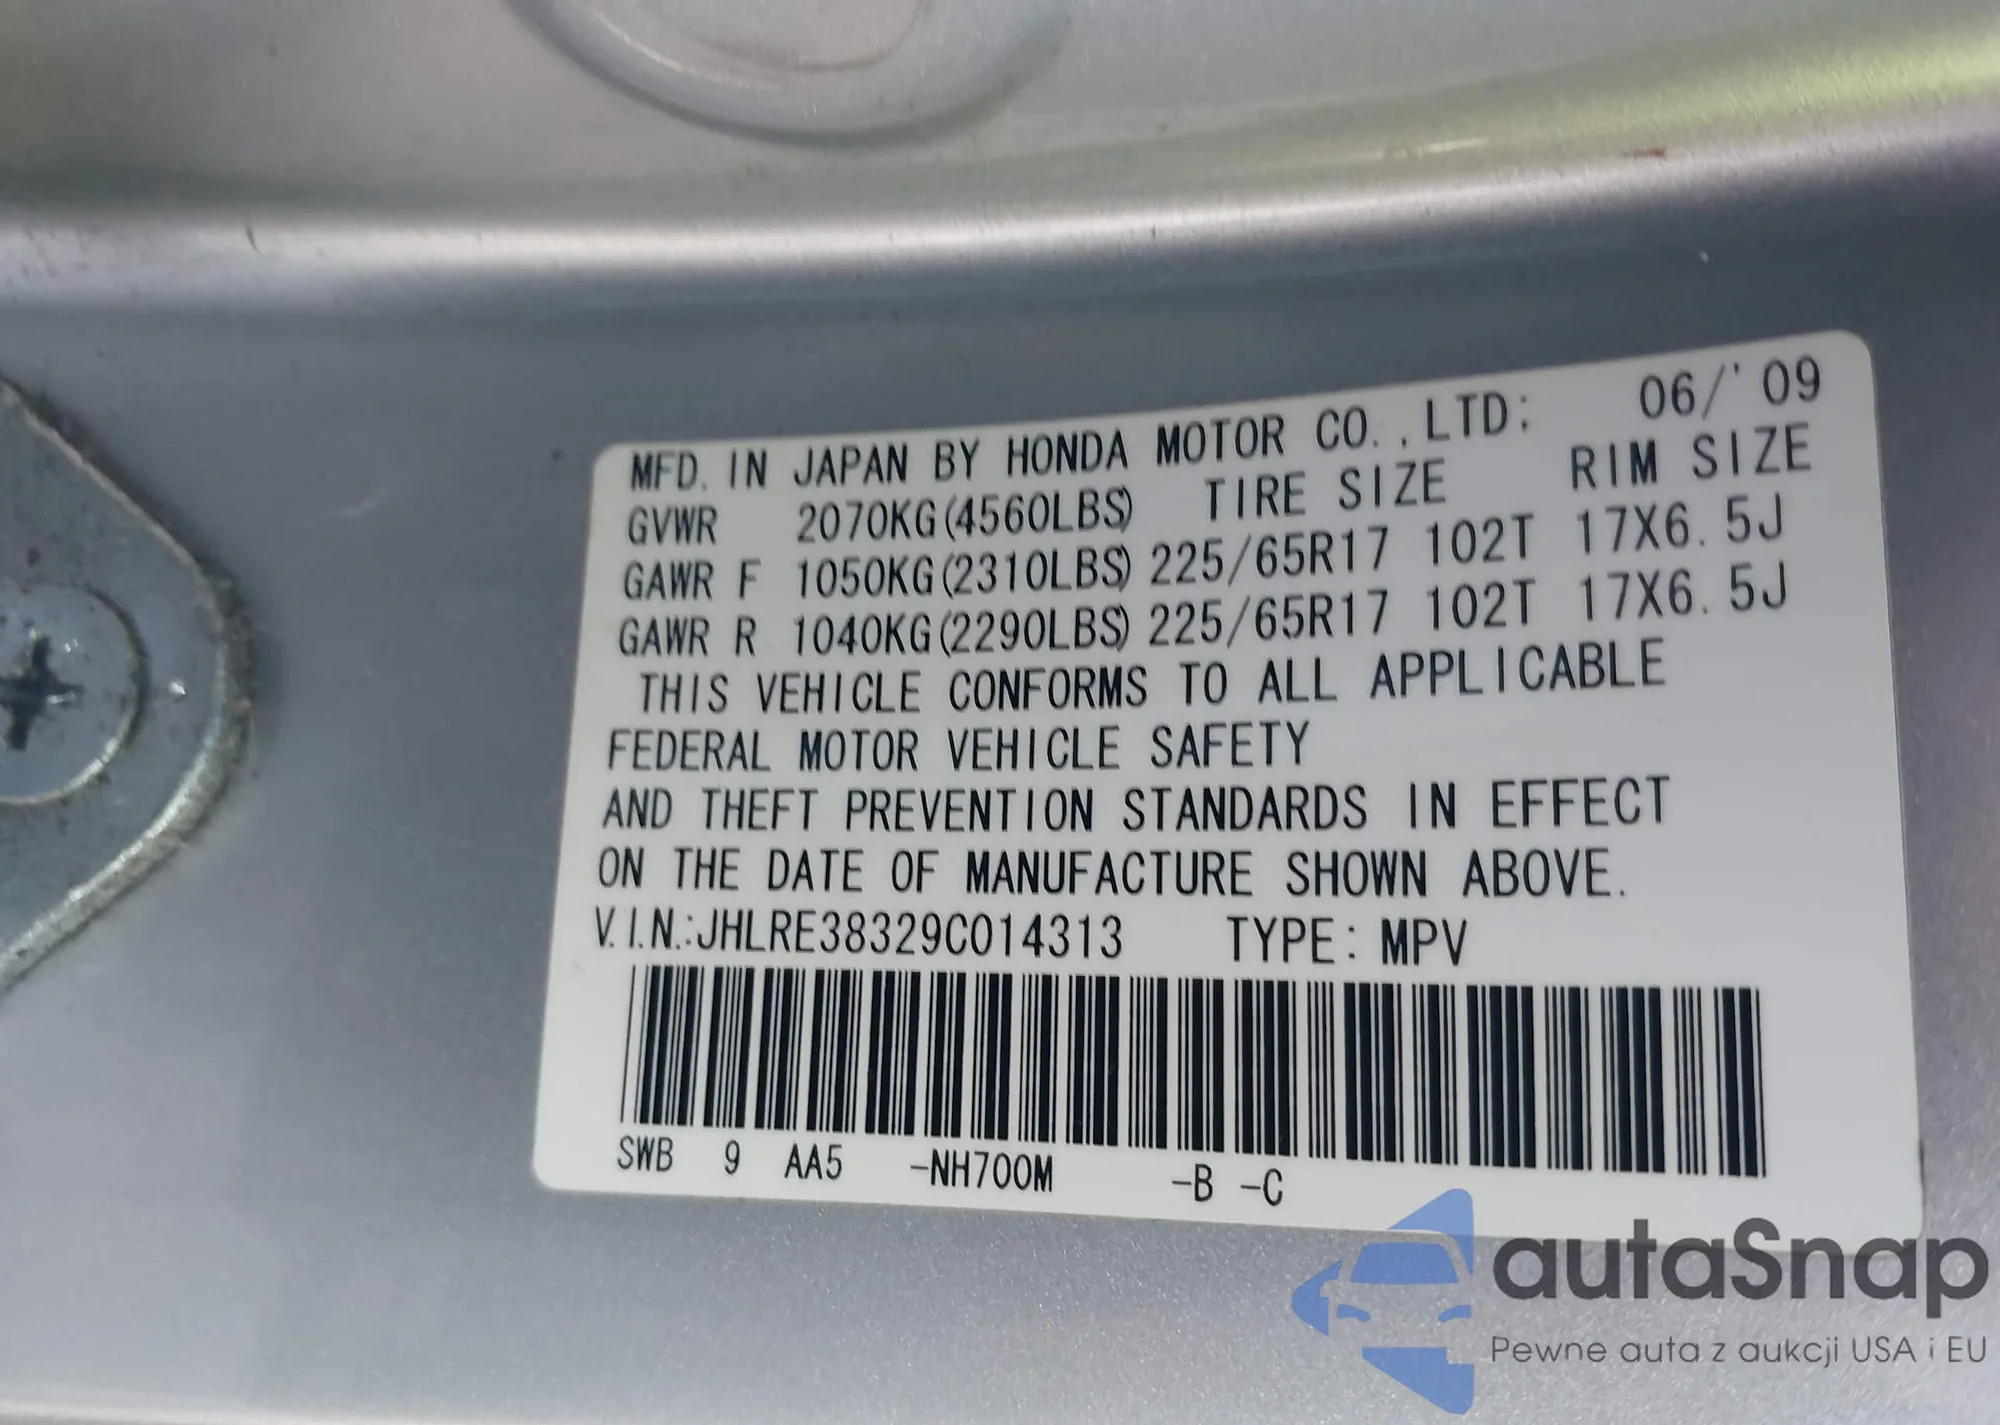 MFD. IN JAPAN BY HONDA MOTOR CO.,LTD: 06/'09
GVWR 2070KG(4560LBS) TIRE SIZE RIM SIZE
GAWR F 1050KG(2310LBS) 225/65R17 102T 17X6.5J
GAWR R 1040KG(2290LBS) 225/65R17 102T 17X6.5J
THIS VEHICLE CONFORMS TO ALL APPLICABLE
FEDERAL MOTOR VEHICLE SAFETY
AND THEFT PREVENTION STANDARDS IN EFFECT
ON THE DATE OF MANUFACTURE SHOWN ABOVE.
V.I.N.:JHLRE38329C014313 TYPE: MPV
SWB 9 AA5 -NH700M -B -C
autaSnap
Pewne auta z aukcji USA i EU